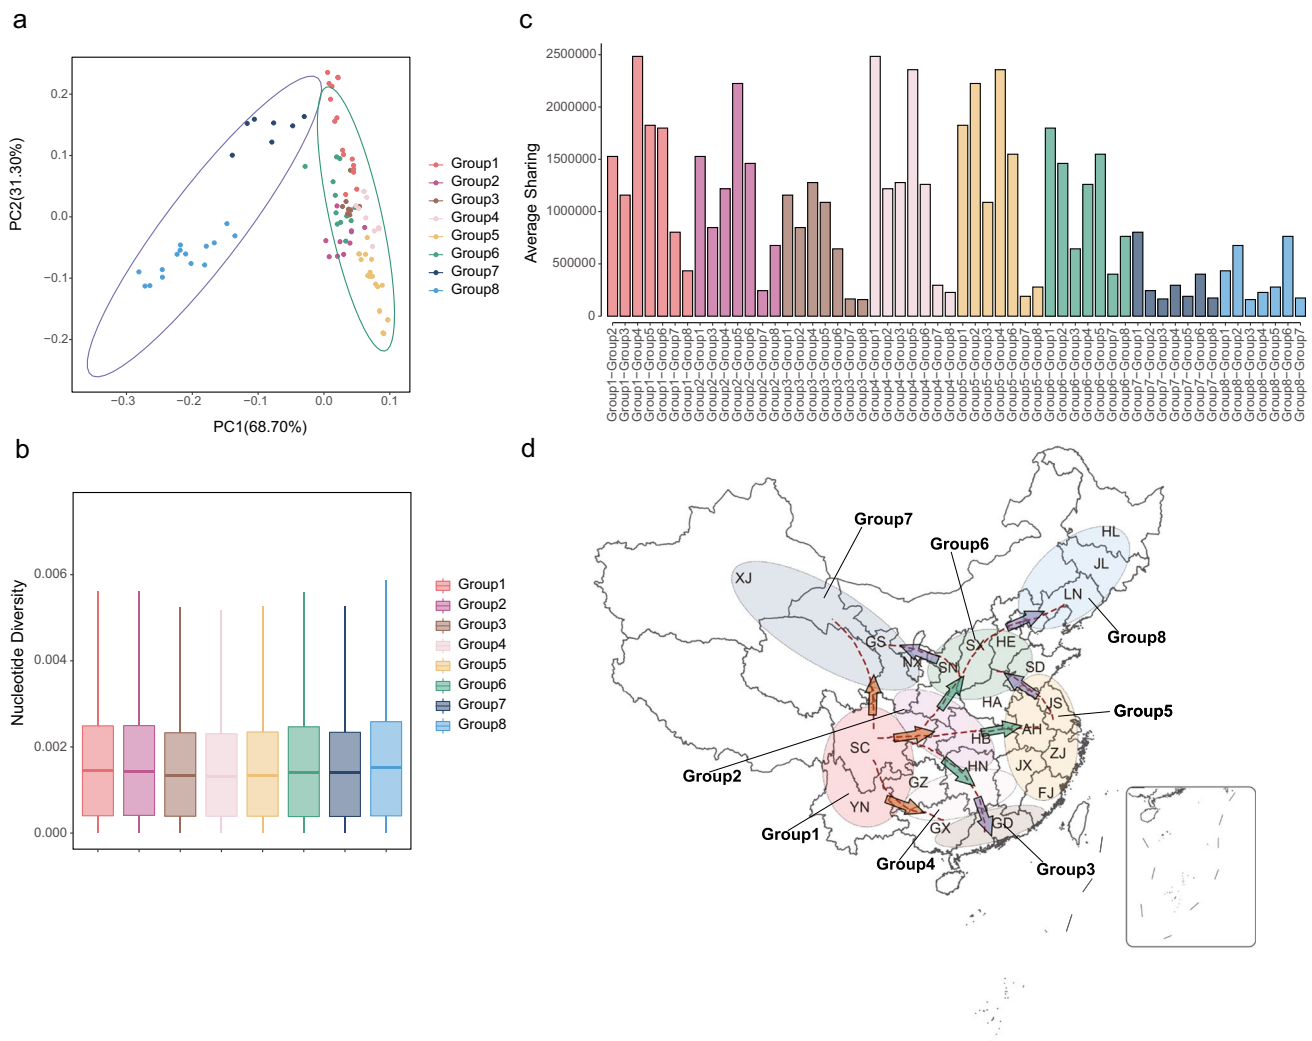 a
PC2(31.30%)
0.2
0.1
0.0
−0.1
−0.2
−0.3
−0.2
−0.1
0.0
0.1
PC1(68.70%)
Group1
Group2
Group3
Group4
Group5
Group6
Group7
Group8
c
Average Sharing
2500000
2000000
1500000
1000000
500000
0
Group1−Group2
Group1−Group3
Group1−Group4
Group1−Group5
Group1−Group6
Group1−Group7
Group1−Group8
Group2−Group1
Group2−Group3
Group2−Group4
Group2−Group5
Group2−Group6
Group2−Group7
Group2−Group8
Group3−Group1
Group3−Group2
Group3−Group4
Group3−Group5
Group3−Group6
Group3−Group7
Group3−Group8
Group4−Group1
Group4−Group2
Group4−Group3
Group4−Group5
Group4−Group6
Group4−Group7
Group4−Group8
Group5−Group1
Group5−Group2
Group5−Group3
Group5−Group4
Group5−Group6
Group5−Group7
Group5−Group8
Group6−Group1
Group6−Group2
Group6−Group3
Group6−Group4
Group6−Group5
Group6−Group7
Group6−Group8
Group7−Group1
Group7−Group2
Group7−Group3
Group7−Group4
Group7−Group5
Group7−Group6
Group7−Group8
Group8−Group1
Group8−Group2
Group8−Group3
Group8−Group4
Group8−Group5
Group8−Group6
Group8−Group7
b
Nucleotide Diversity
0.006
0.004
0.002
0.000
Group1
Group2
Group3
Group4
Group5
Group6
Group7
Group8
d
Group7
Group6
HL
JL
XJ
LN
Group8
GS
SX
HE
NX
SN
SD
HA
JS
Group5
SC
HB
AH
ZJ
Group2
HN
JX
GZ
FJ
YN
Group1
GX
GD
Group4
Group3